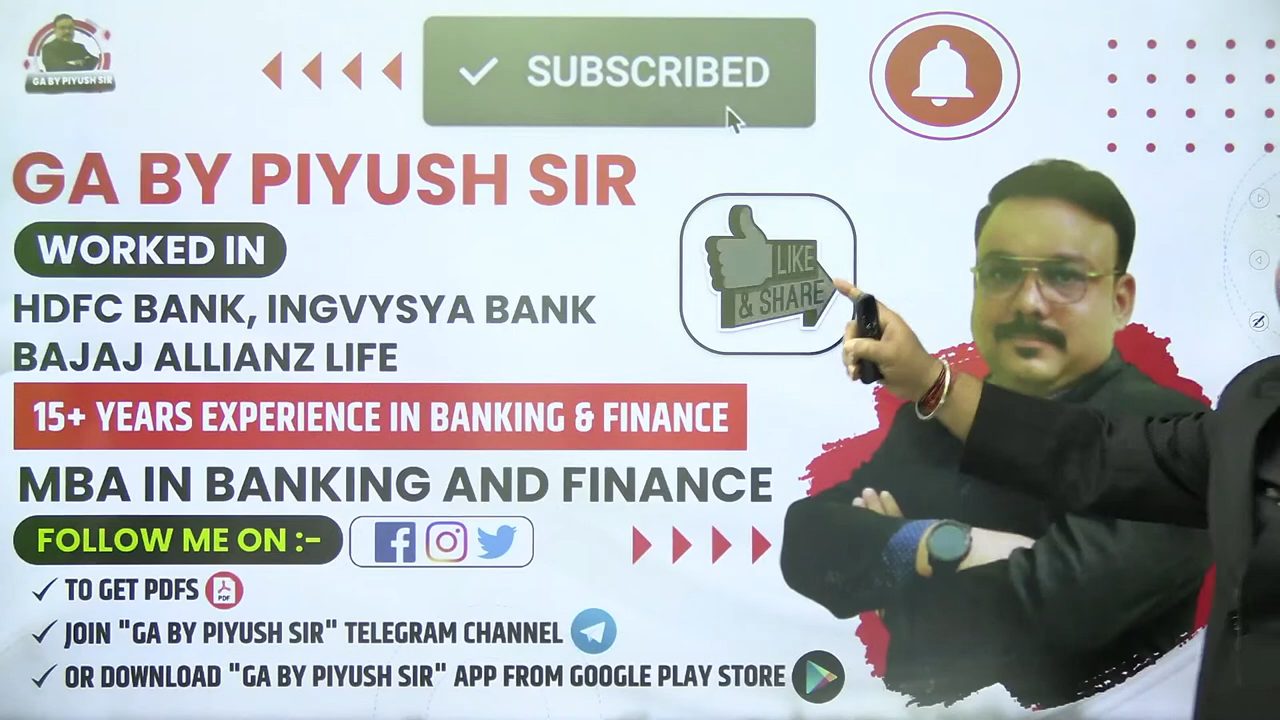 GA BY PIYUSH SIR
SUBSCRIBED
GA BY PIYUSH SIR
WORKED IN
HDFC BANK, INGVYSYA BANK
BAJAJ ALLIANZ LIFE
LIKE
& SHARE
15+ YEARS EXPERIENCE IN BANKING & FINANCE
MBA IN BANKING AND FINANCE
FOLLOW ME ON :-
TO GET PDFS
PDF
JOIN "GA BY PIYUSH SIR" TELEGRAM CHANNEL
OR DOWNLOAD "GA BY PIYUSH SIR" APP FROM GOOGLE PLAY STORE